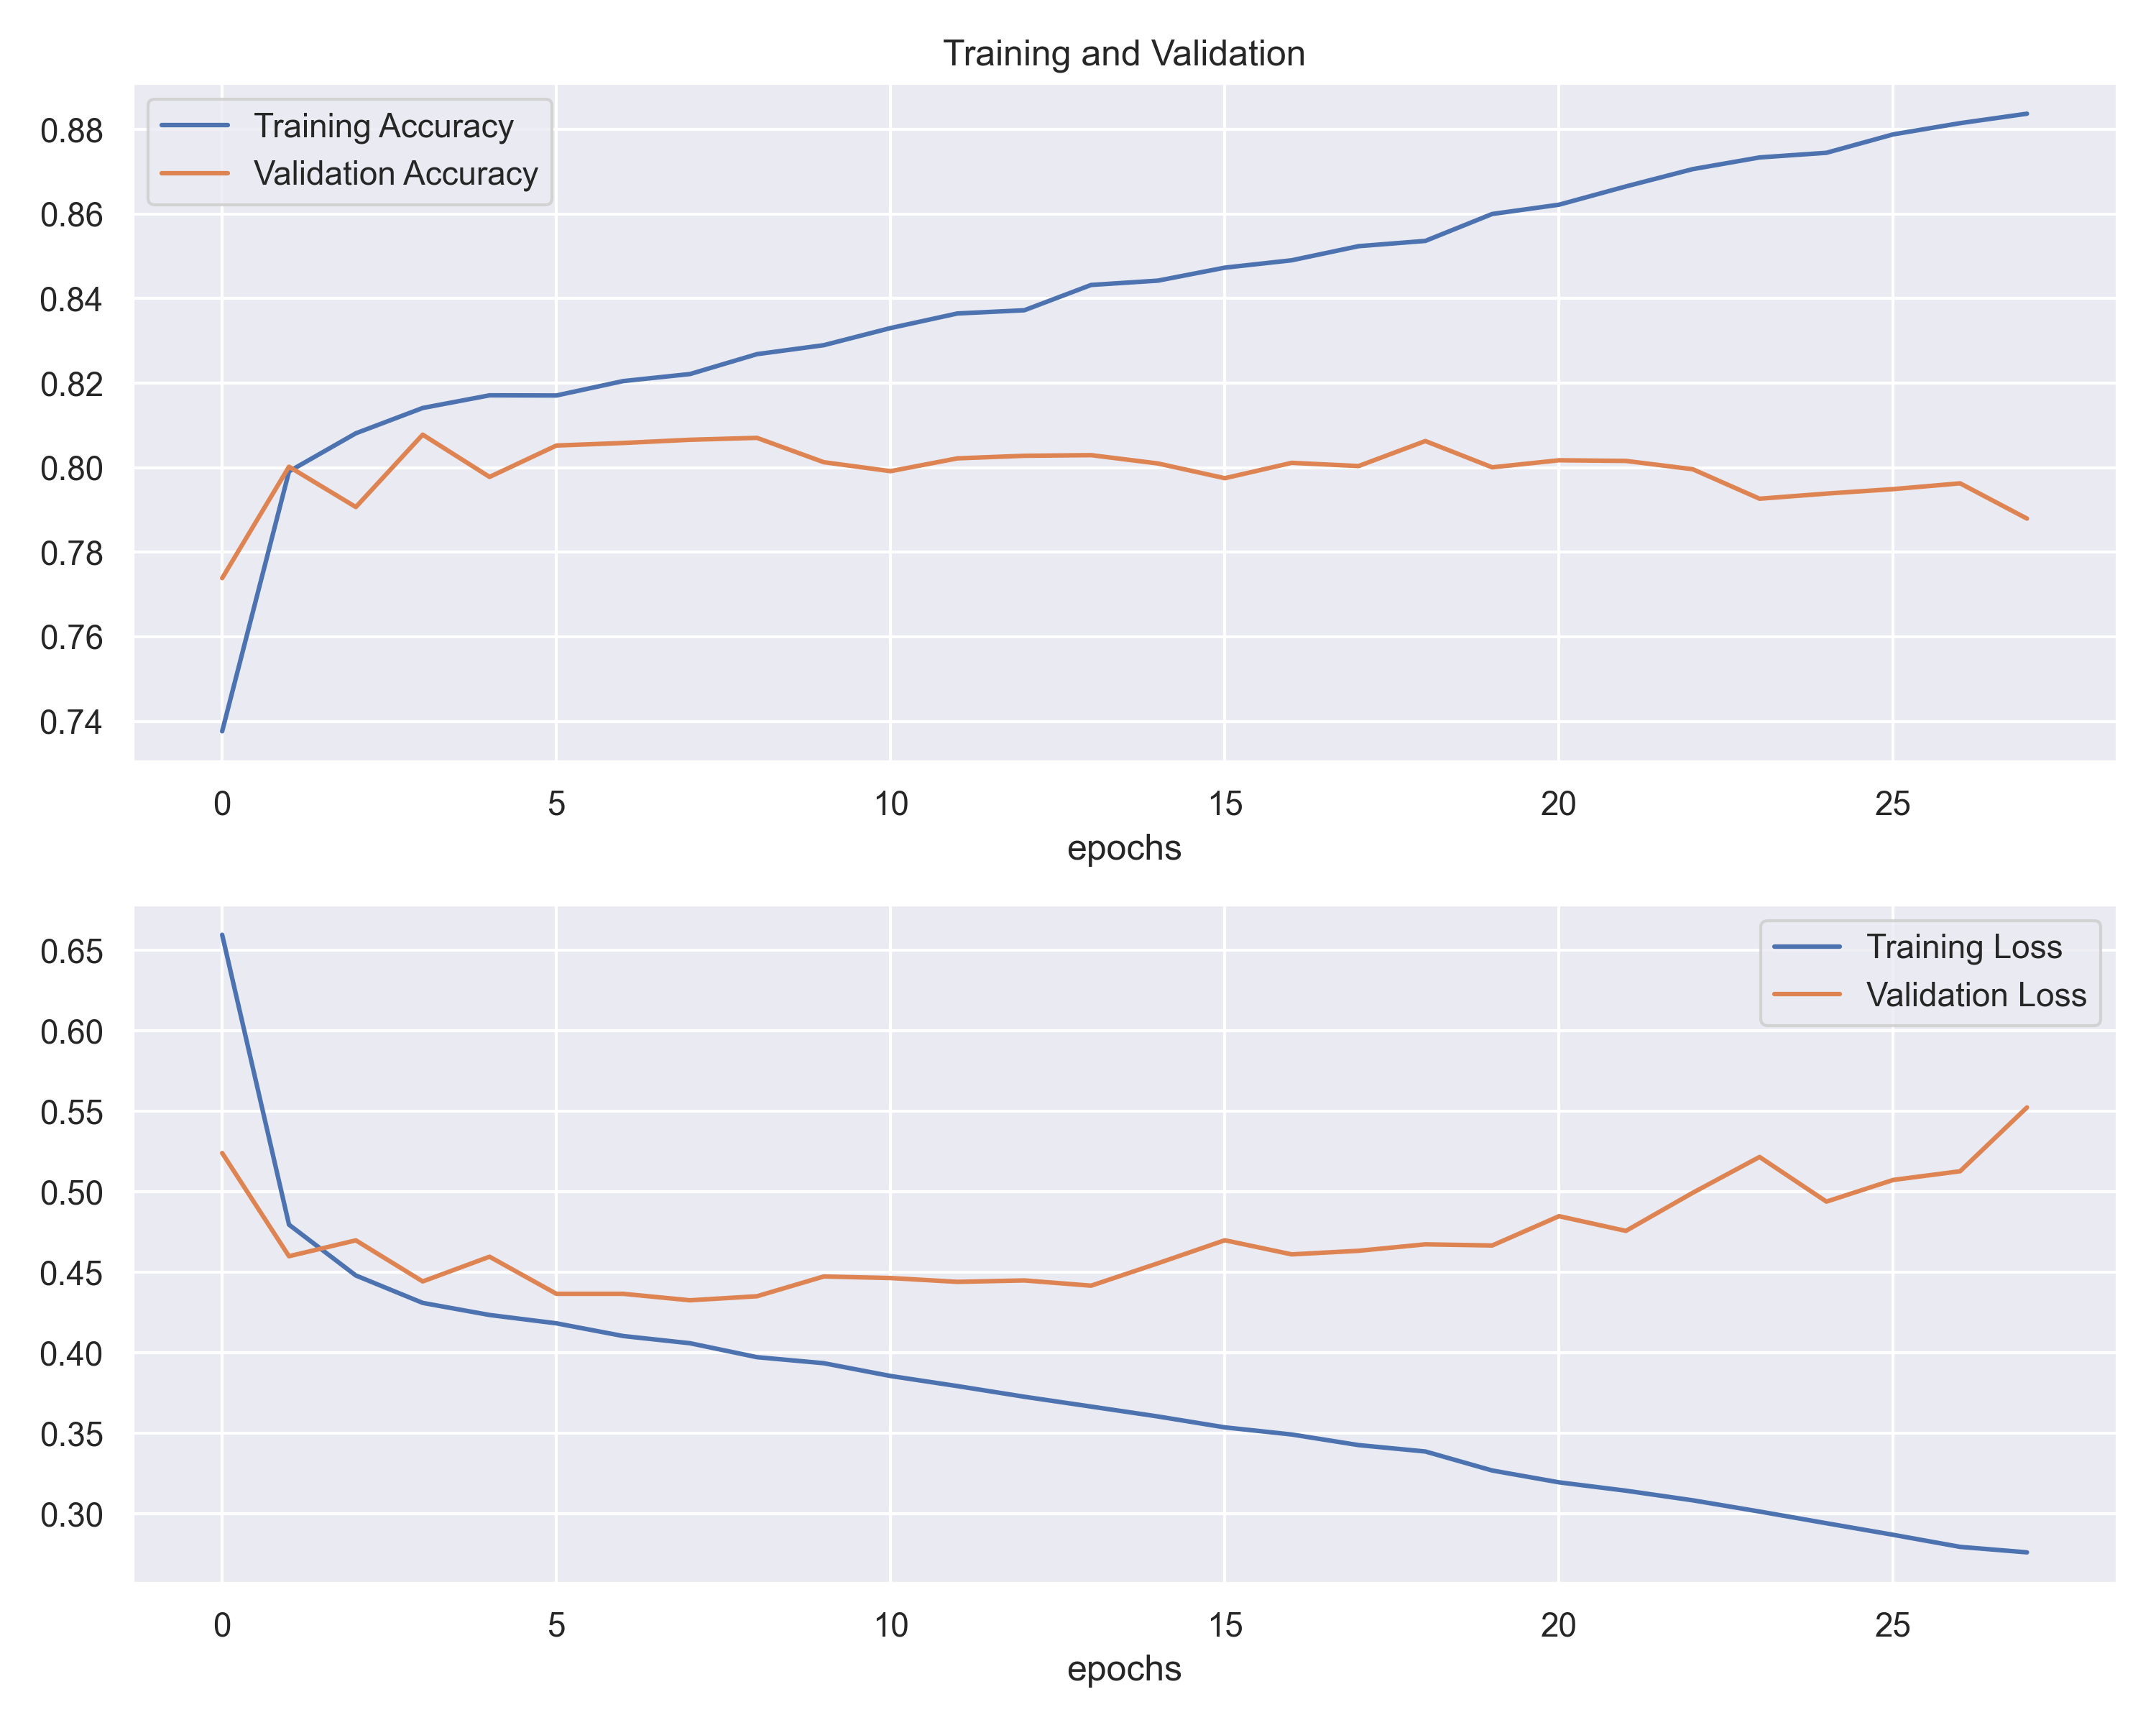 Training and Validation
Training Accuracy
Validation Accuracy
0.88
0.86
0.84
0.82
0.80
0.78
0.76
0.74
0 5 10 15 20 25
epochs
Training Loss
Validation Loss
0.65
0.60
0.55
0.50
0.45
0.40
0.35
0.30
0 5 10 15 20 25
epochs